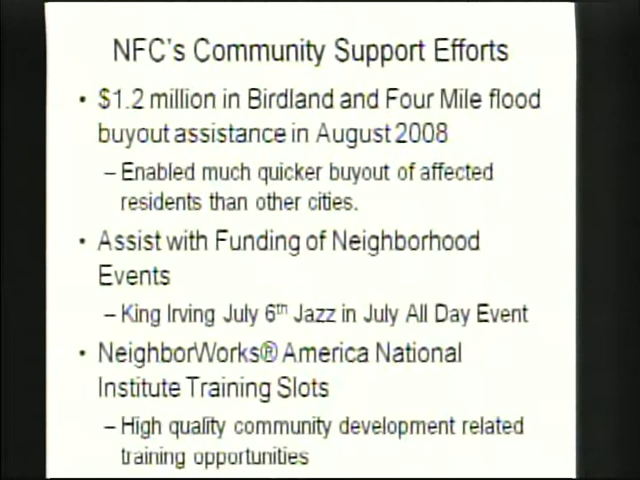 NFC's Community Support Efforts
• $1.2 million in Birdland and Four Mile flood
buyout assistance in August 2008
– Enabled much quicker buyout of affected
residents than other cities.
• Assist with Funding of Neighborhood
Events
– King Irving July 6th Jazz in July All Day Event
• NeighborWorks® America National
Institute Training Slots
– High quality community development related
training opportunities